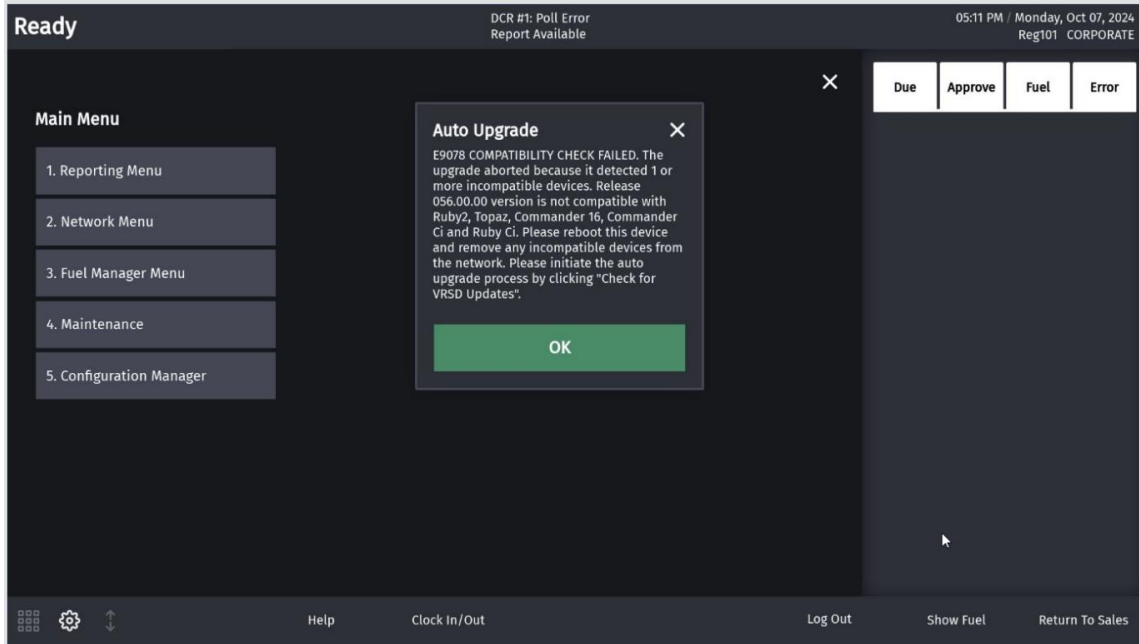 Ready
DCR #1: Poll Error
Report Available
05:11 PM / Monday, Oct 07, 2024
Reg101 CORPORATE
Due
Approve
Fuel
Error
Main Menu
1. Reporting Menu
2. Network Menu
3. Fuel Manager Menu
4. Maintenance
5. Configuration Manager
Auto Upgrade
E9078 COMPATIBILITY CHECK FAILED. The
upgrade aborted because it detected 1 or
more incompatible devices. Release
056.00.00 version is not compatible with
Ruby2, Topaz, Commander 16, Commander
Ci and Ruby Ci. Please reboot this device
and remove any incompatible devices from
the network. Please initiate the auto
upgrade process by clicking "Check for
VRSD Updates".
OK
Help
Clock In/Out
Log Out
Show Fuel
Return To Sales